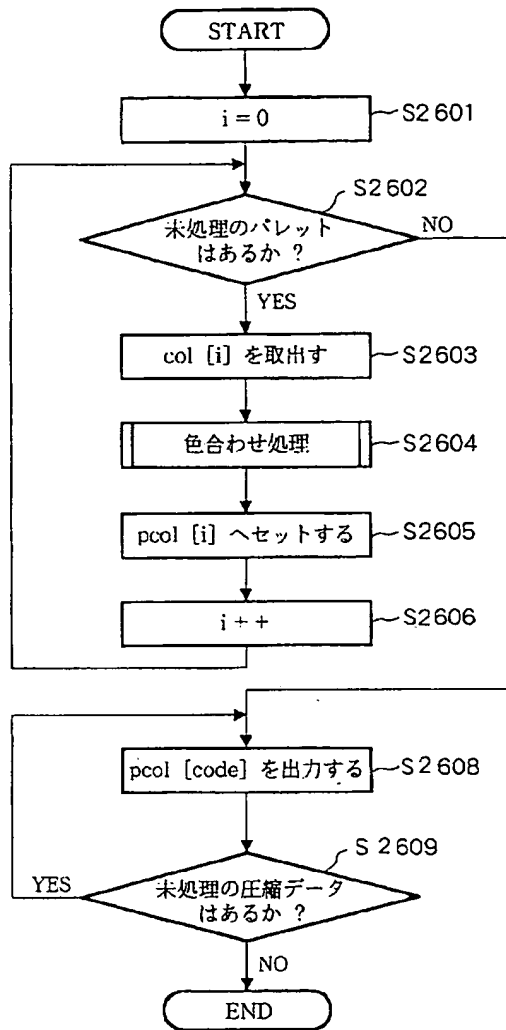 START
i = 0
S2601
S2602
未処理のパレット
はあるか ?
NO
YES
col [i] を取出す
S2603
色合わせ処理
S2604
pcol [i] へセットする
S2605
i + +
S2606
pcol [code] を出力する
S2608
S 2609
YES
未処理の圧縮データ
はあるか ?
NO
END